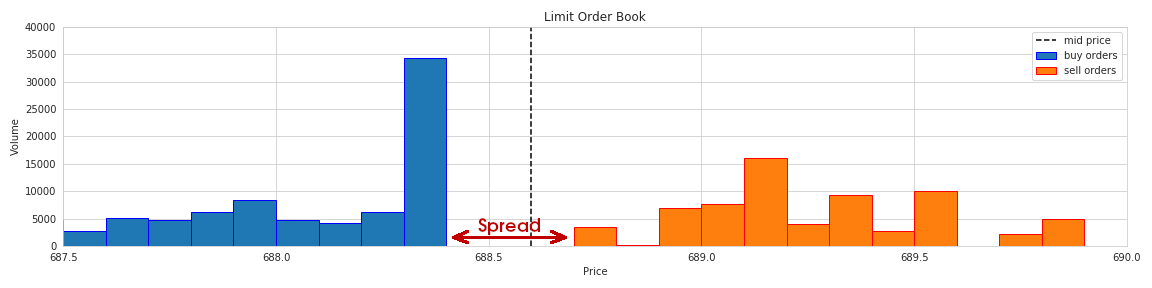 Limit Order Book
40000
35000
30000
25000
20000
15000
10000
5000
0
Volume
mid price
buy orders
sell orders
Spread
687.5 688.0 688.5 689.0 689.5 690.0
Price